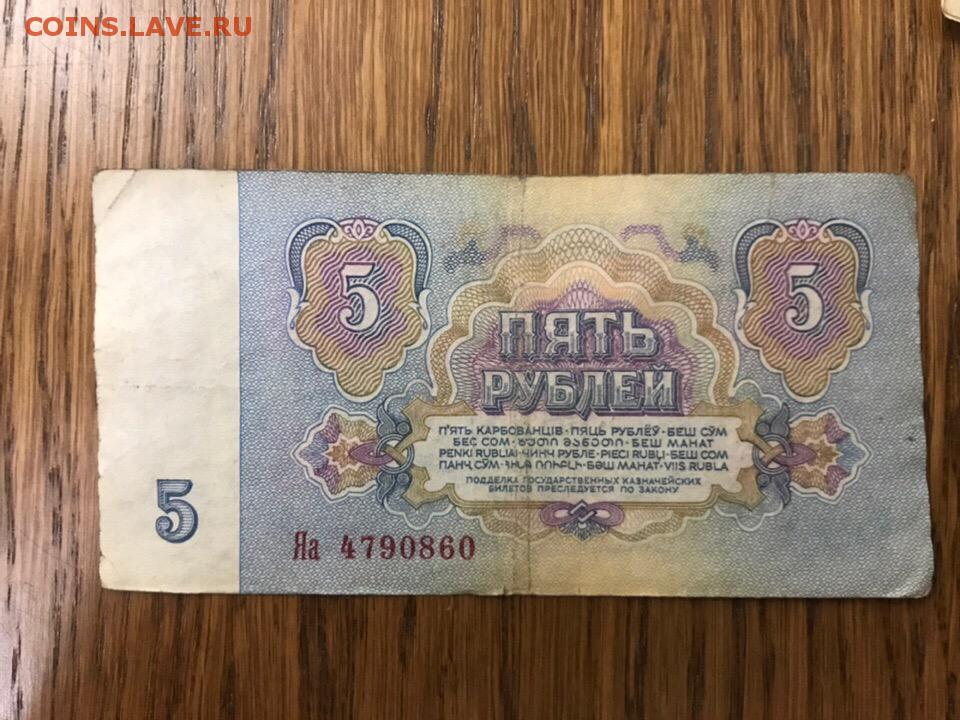 COINS.LAVE.RU
5
5
ПЯТЬ
РУБЛЕЙ
П'ЯТЬ КАРБОВАНЦІВ · ПЯЦЬ РУБЛЁЎ · БЕШ СЎМ
БЕС СОМ · ᲮᲣᲗᲘ ᲛᲐᲜᲔᲗᲘ · БЕШ МАНАТ
PENKI RUBLIAI · ЧИНЧ РУБЛЕ · PIECI RUBĻI · БЕШ СОМ
ПАНҶ СЎМ · ՀԻՆԳ ՌՈՒԲԼԻ · БӘШ МАНАТ · VIIS RUBLA
ПОДДЕЛКА ГОСУДАРСТВЕННЫХ КАЗНАЧЕЙСКИХ
БИЛЕТОВ ПРЕСЛЕДУЕТСЯ ПО ЗАКОНУ
5
Яа 4790860